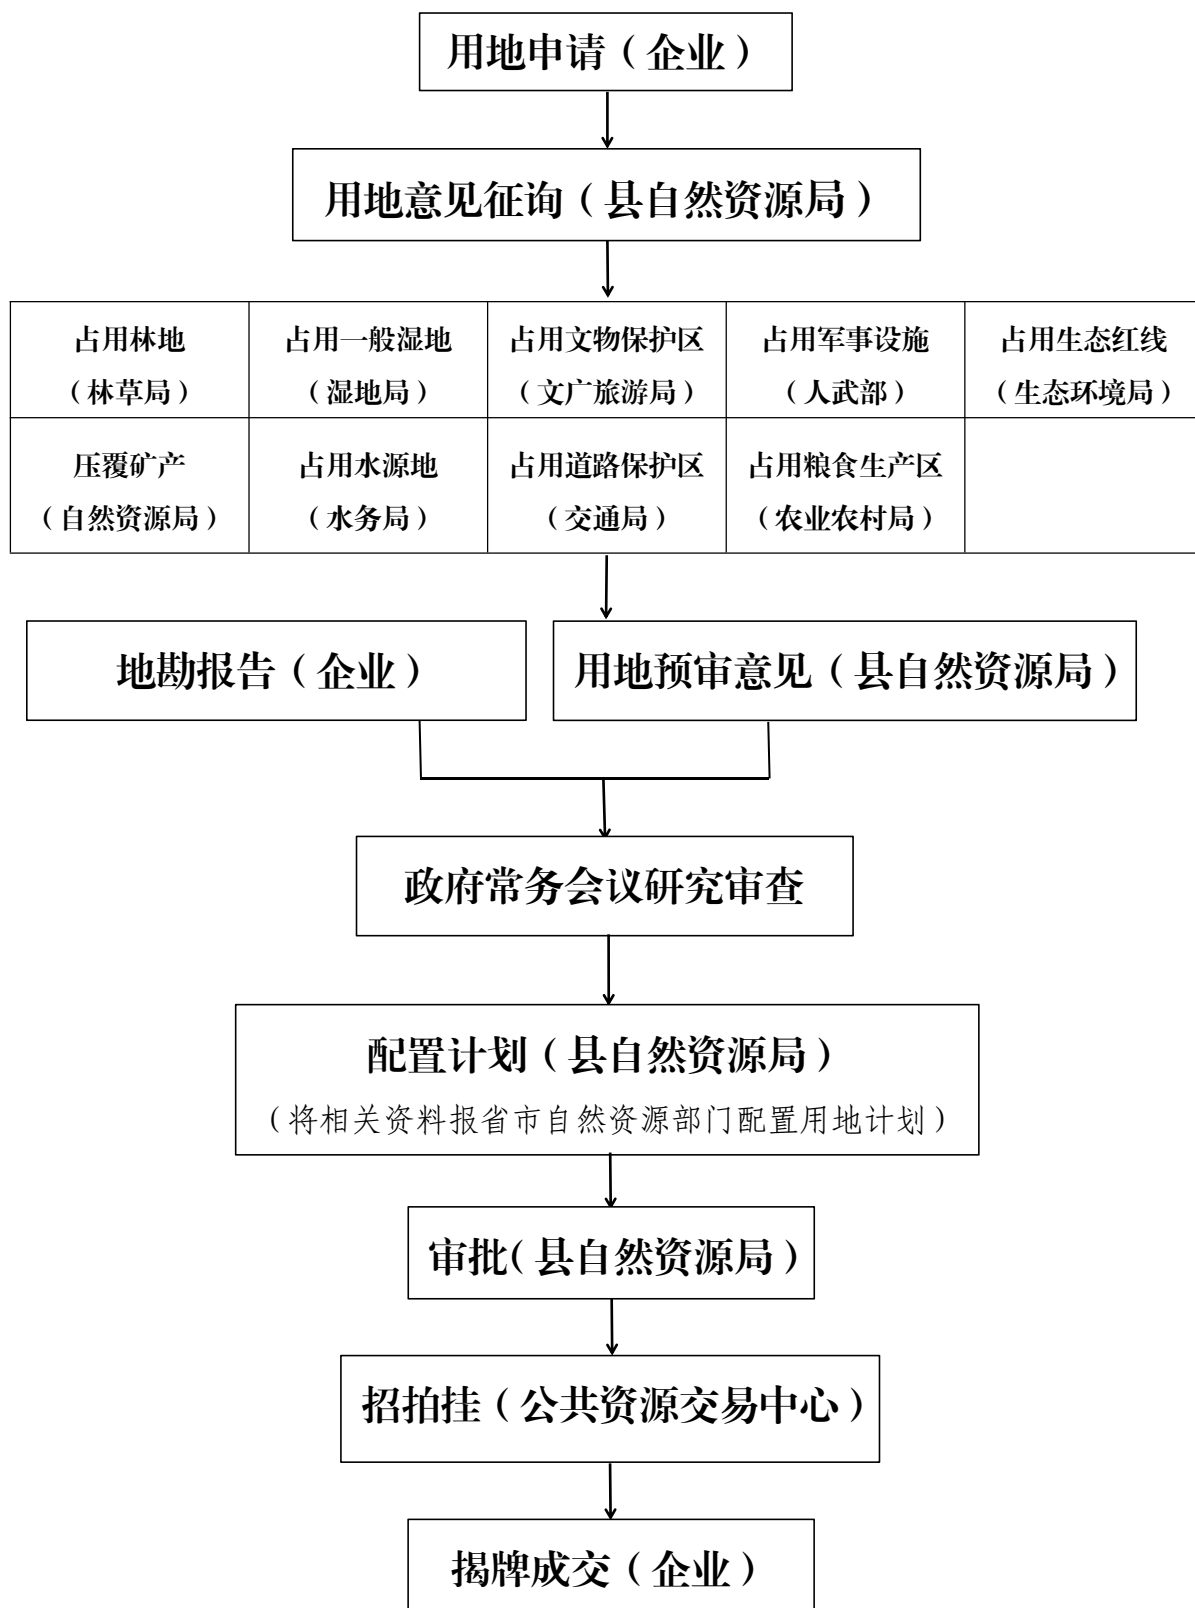 用地申请（企业）
用地意见征询（县自然资源局）
占用林地
（林草局）
占用一般湿地
（湿地局）
占用文物保护区
（文广旅游局）
占用军事设施
（人武部）
占用生态红线
（生态环境局）
压覆矿产
（自然资源局）
占用水源地
（水务局）
占用道路保护区
（交通局）
占用粮食生产区
（农业农村局）
地勘报告（企业）
用地预审意见（县自然资源局）
政府常务会议研究审查
配置计划（县自然资源局）
（将相关资料报省市自然资源部门配置用地计划）
审批(县自然资源局）
招拍挂（公共资源交易中心）
揭牌成交（企业）